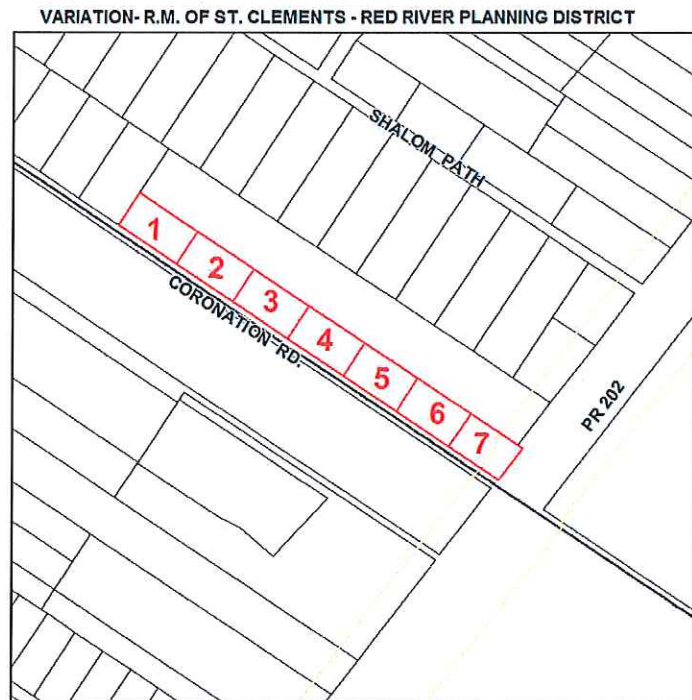 VARIATION- R.M. OF ST. CLEMENTS - RED RIVER PLANNING DISTRICT
SHALOM PATH
1
2
3
CORONATION RD.
4
5
6
7
PR 202